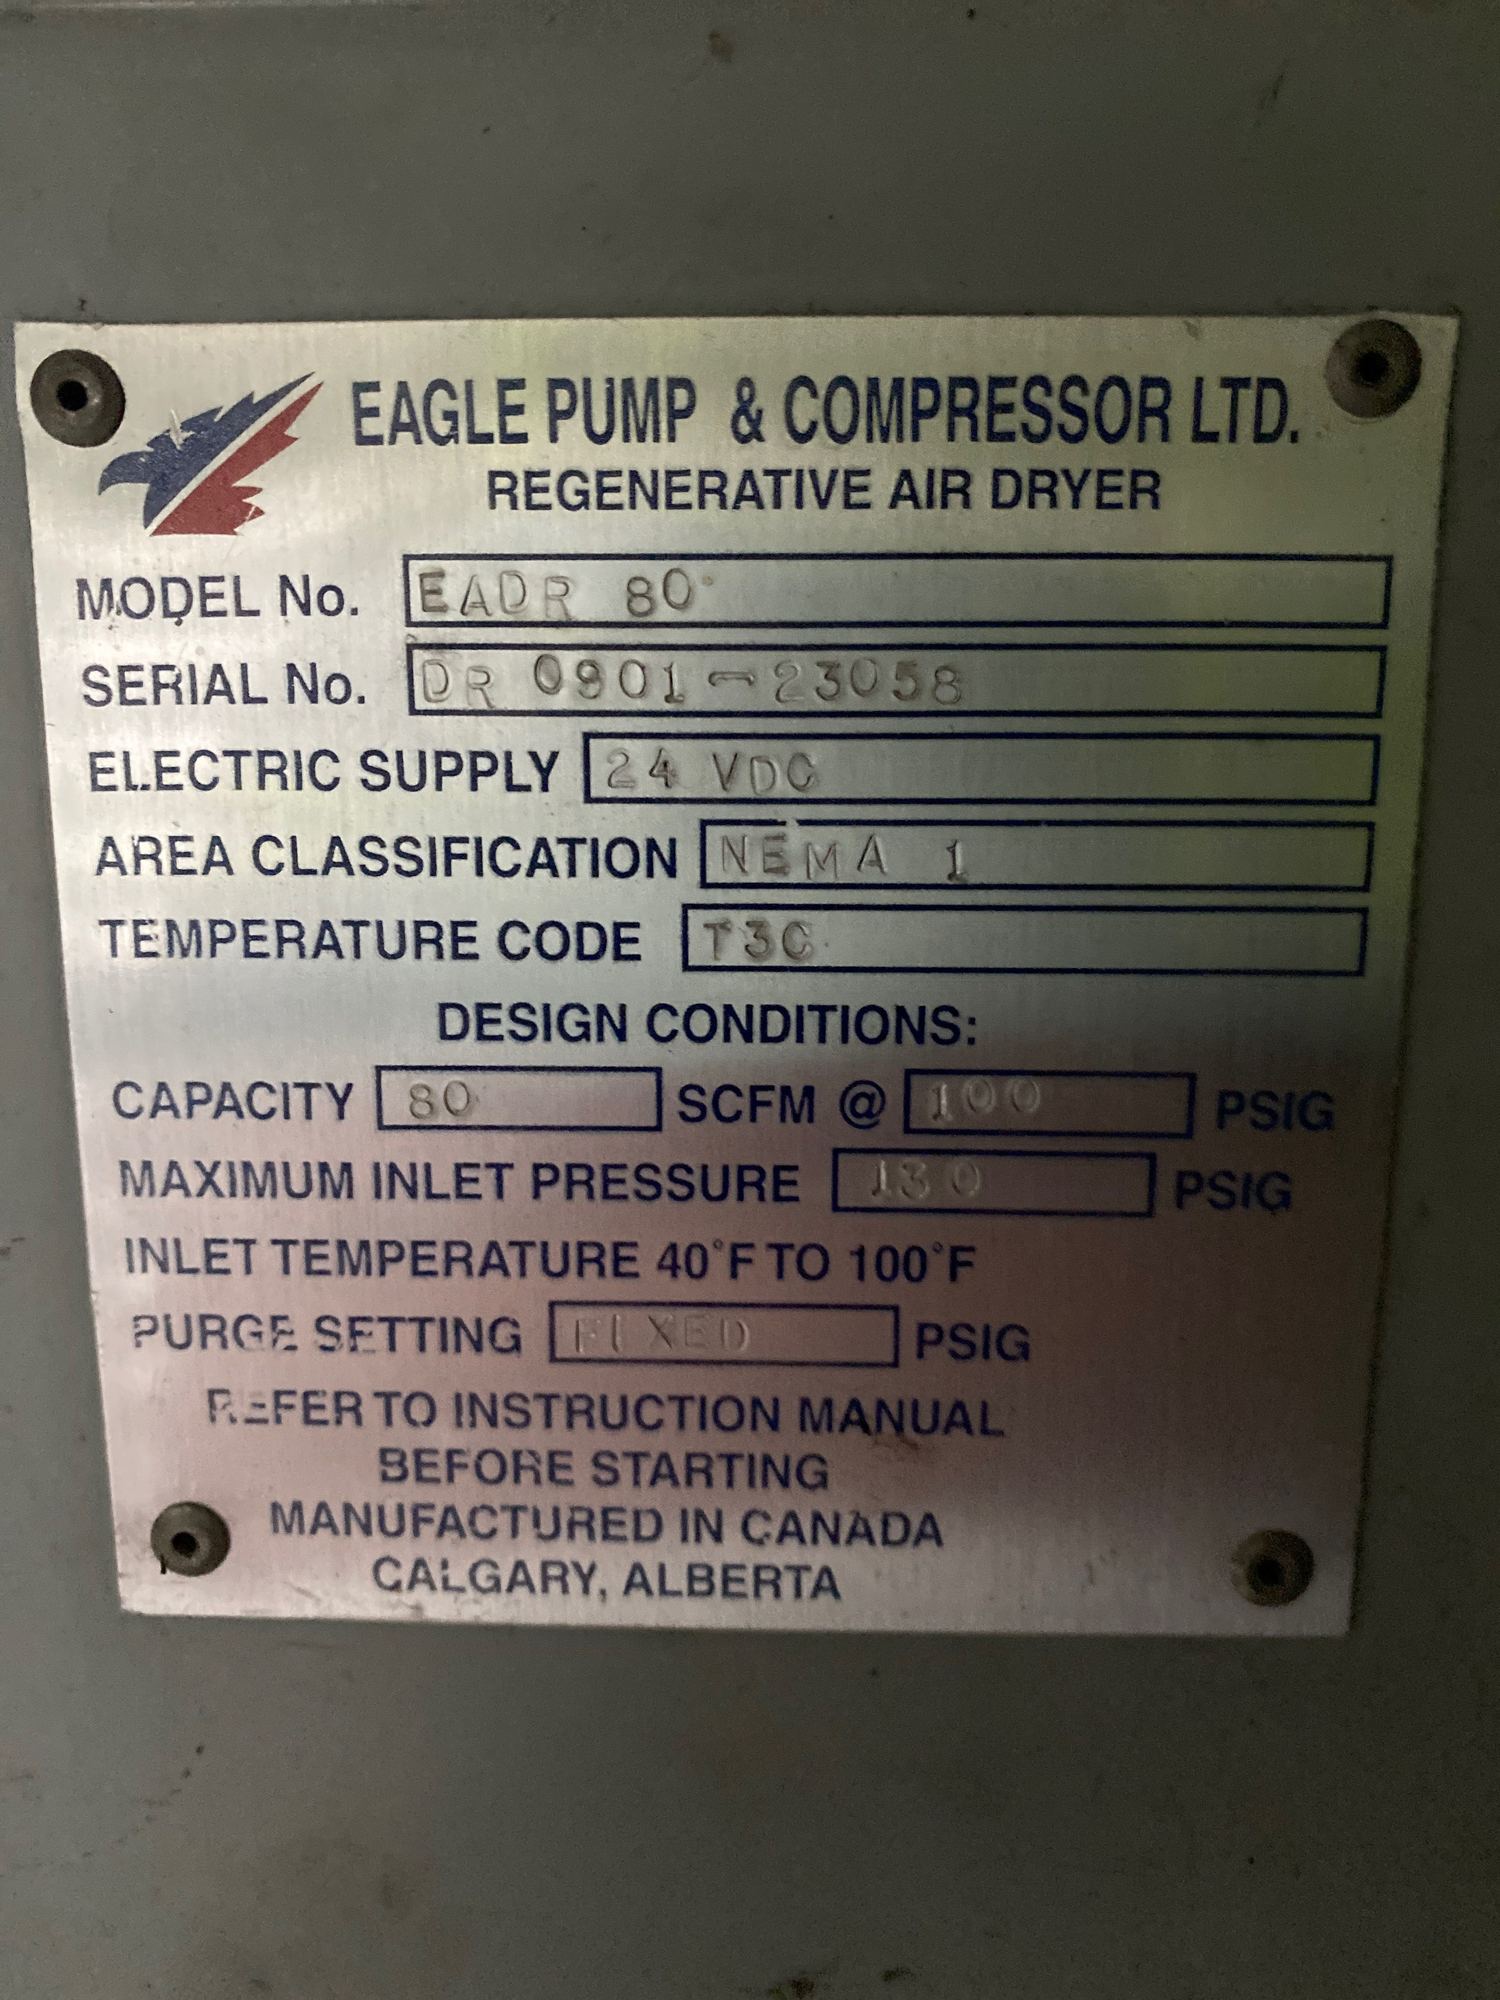 EAGLE PUMP & COMPRESSOR LTD.
REGENERATIVE AIR DRYER
MODEL No. EADR 80
SERIAL No. DR 0901-23058
ELECTRIC SUPPLY 24 VDC
AREA CLASSIFICATION NEMA 1
TEMPERATURE CODE T3C
DESIGN CONDITIONS:
CAPACITY 80 SCFM @ 100 PSIG
MAXIMUM INLET PRESSURE 130 PSIG
INLET TEMPERATURE 40°F TO 100°F
PURGE SETTING FIXED PSIG
REFER TO INSTRUCTION MANUAL
BEFORE STARTING
MANUFACTURED IN CANADA
CALGARY, ALBERTA